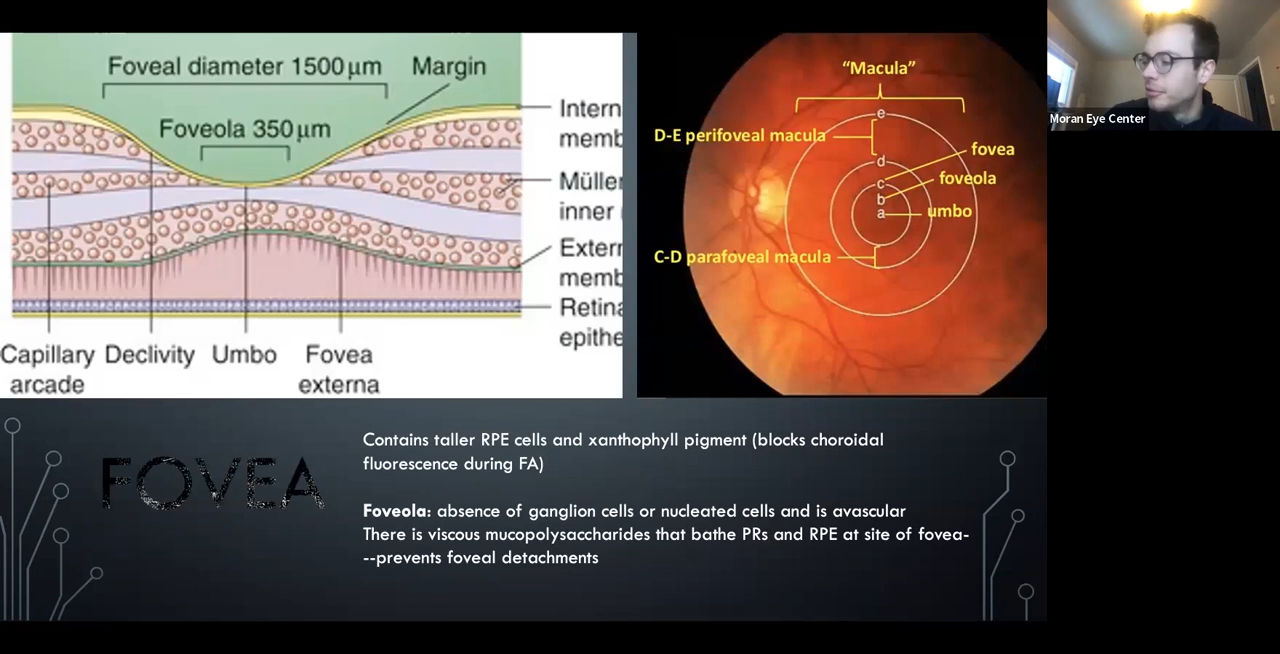 Foveal diameter 1500 µm
Margin
Foveola 350 µm
Intern
memb
Müller
inner
Extern
memb
Retina
epithe
Capillary
arcade
Declivity
Umbo
Fovea
externa
"Macula"
e
D-E perifoveal macula
d
fovea
c
foveola
b
a
umbo
C-D parafoveal macula
Moran Eye Center
FOVEA
Contains taller RPE cells and xanthophyll pigment (blocks choroidal
fluorescence during FA)
Foveola: absence of ganglion cells or nucleated cells and is avascular
There is viscous mucopolysaccharides that bathe PRs and RPE at site of fovea-
--prevents foveal detachments